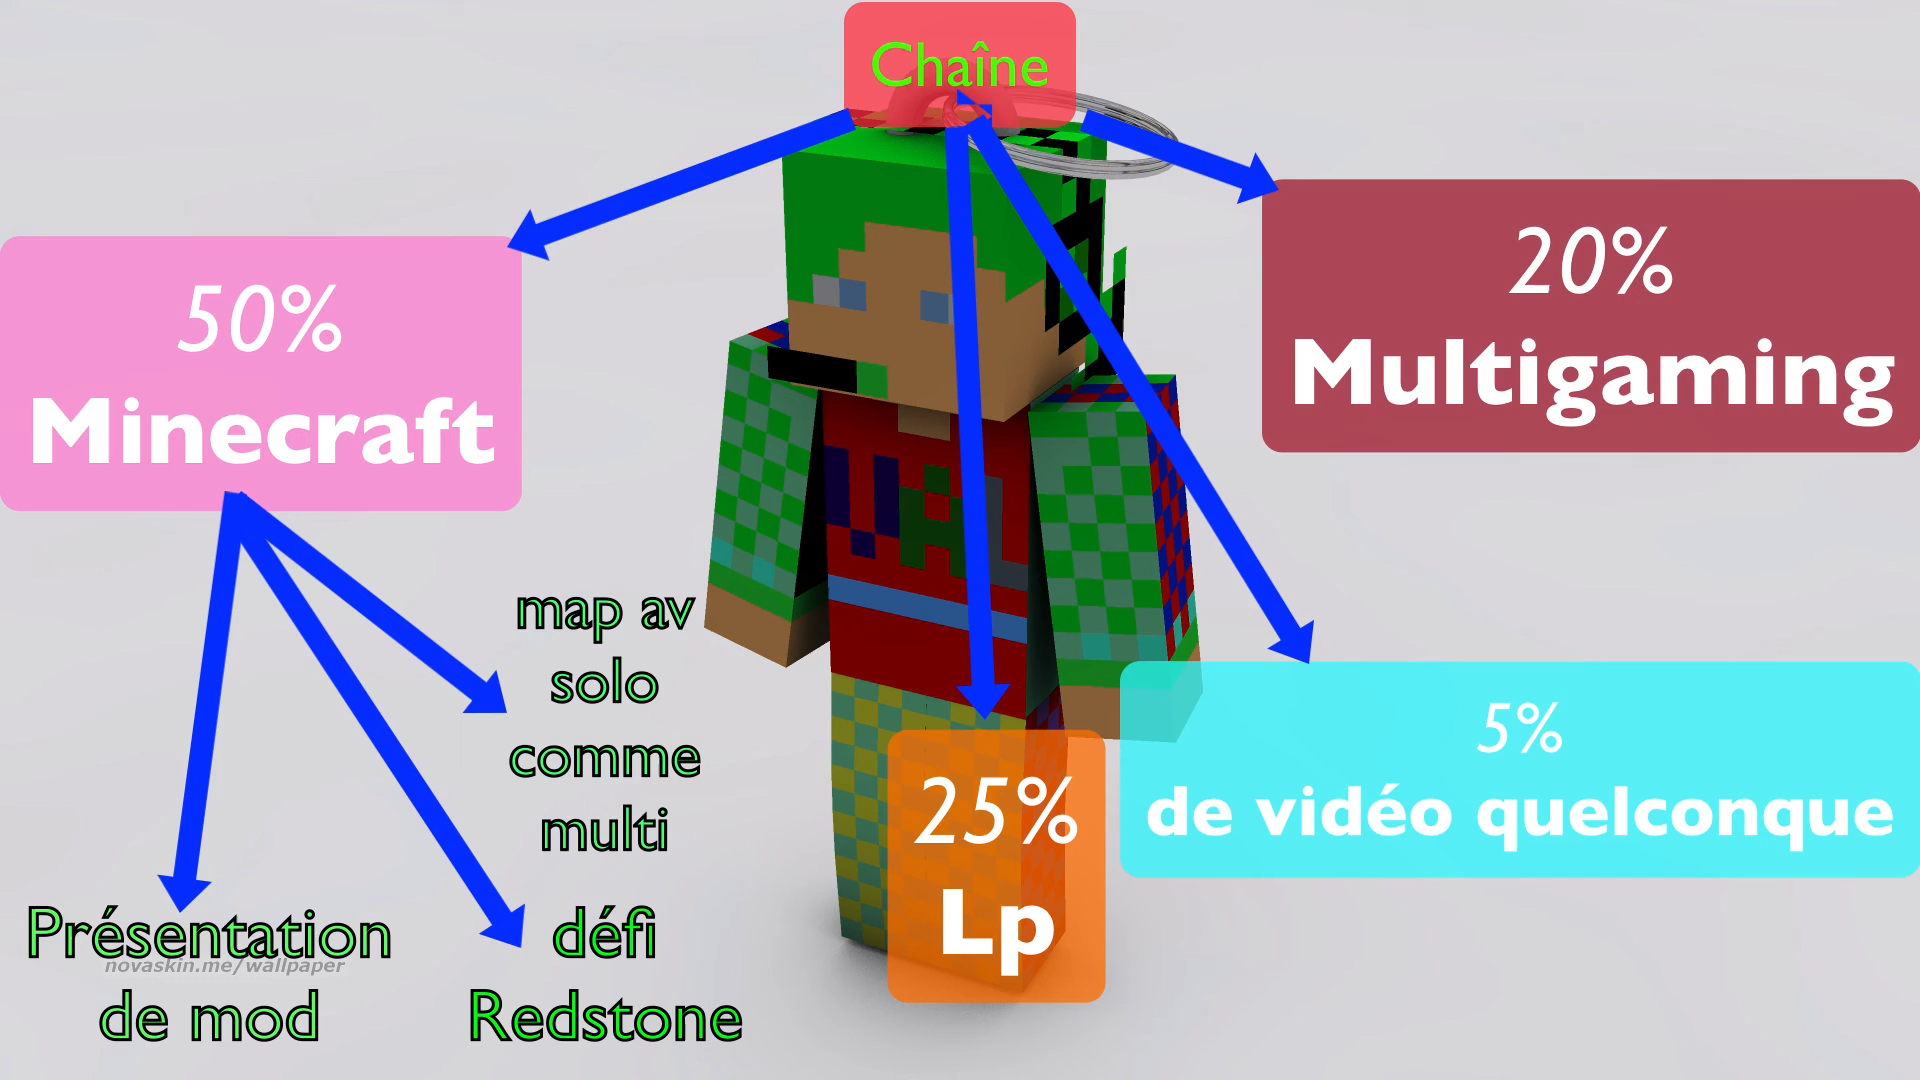 Chaîne
50%
Minecraft
20%
Multigaming
map av
solo
comme
multi
Présentation
de mod
défi
Redstone
25%
Lp
5%
de vidéo quelconque
VAL
novaskin.me/wallpaper